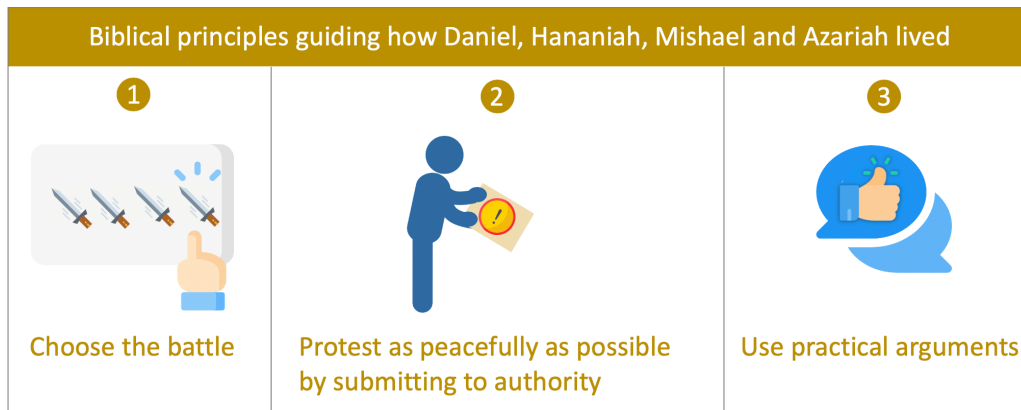 Biblical principles guiding how Daniel, Hananiah, Mishael and Azariah lived
1
2
3
!
Choose the battle
Protest as peacefully as possible
by submitting to authority
Use practical arguments